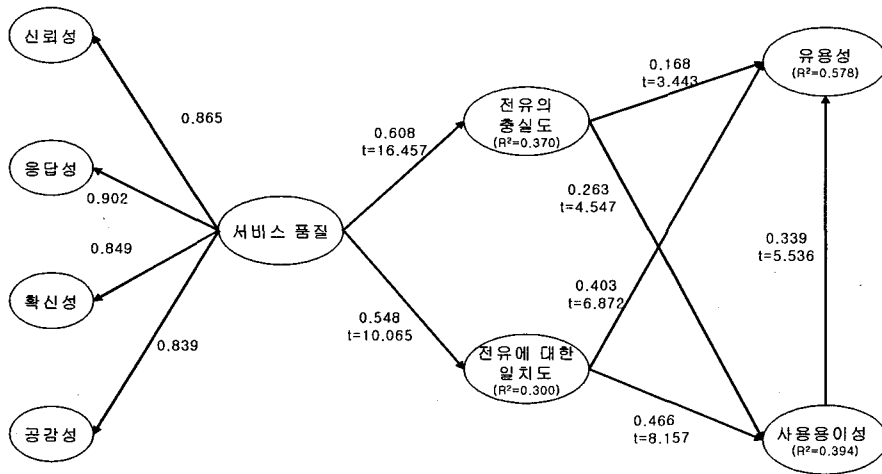 신뢰성
응답성
확신성
공감성
0.865
0.902
0.849
0.839
서비스 품질
0.608
t=16.457
0.548
t=10.065
전유의
충실도
(R²=0.370)
전유에 대한
일치도
(R²=0.300)
0.168
t=3.443
0.263
t=4.547
0.403
t=6.872
0.466
t=8.157
유용성
(R²=0.578)
0.339
t=5.536
사용용이성
(R²=0.394)